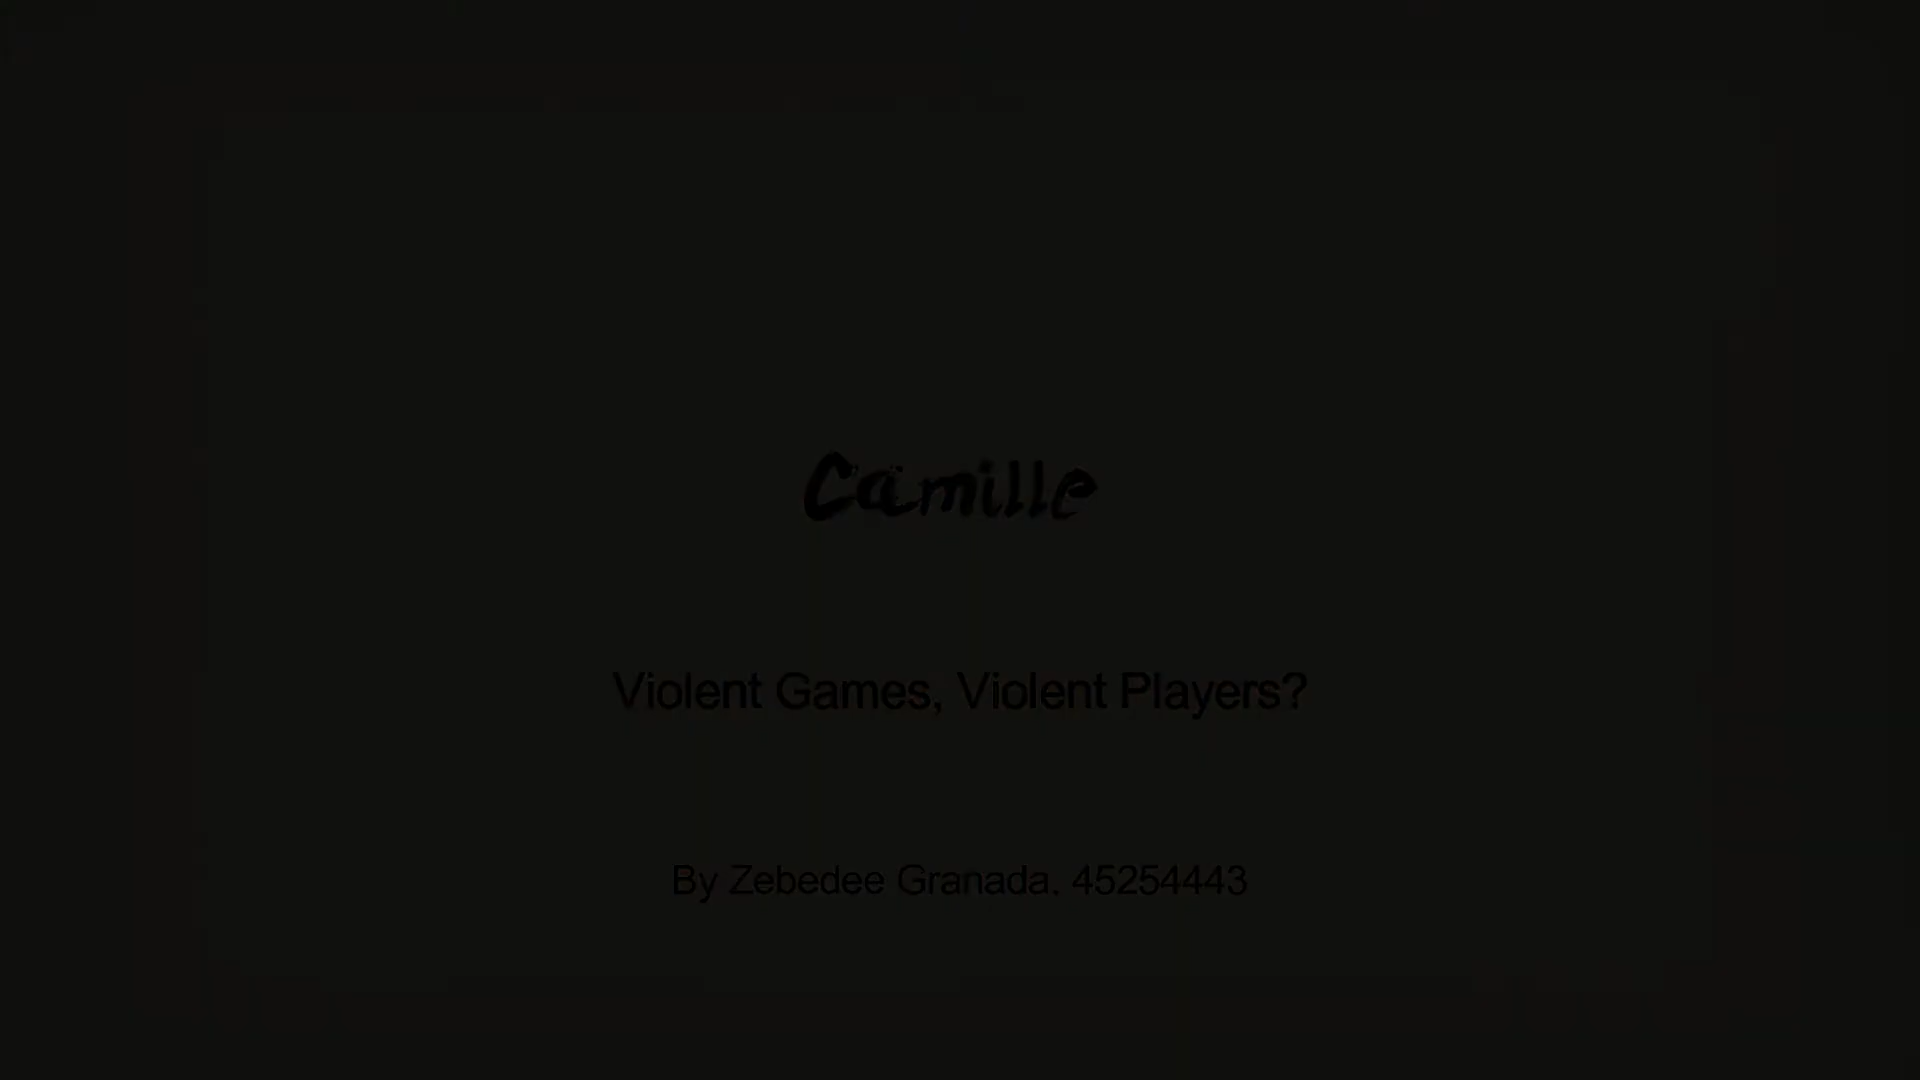 Camille
Violent Games, Violent Players?
By Zebedee Granada. 45254443